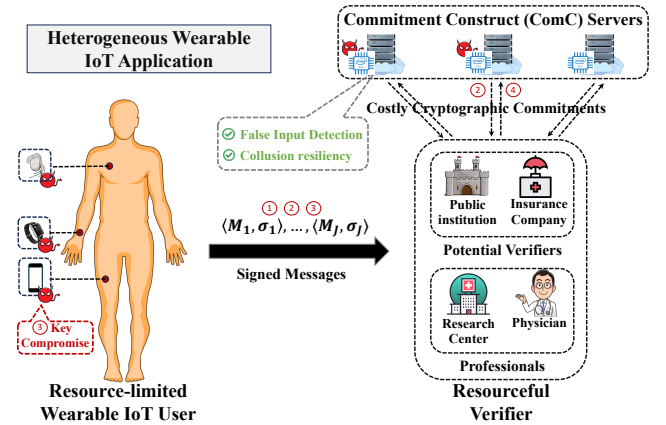 Commitment Construct (ComC) Servers
Heterogeneous Wearable
IoT Application
② ④
Costly Cryptographic Commitments
False Input Detection
Collusion resiliency
Public
institution
Insurance
Company
Potential Verifiers
① ② ③
⟨M₁, σ₁⟩, …, ⟨M_J, σ_J⟩
Signed Messages
③ Key
Compromise
Research
Center
Physician
Professionals
Resource-limited
Wearable IoT User
Resourceful
Verifier